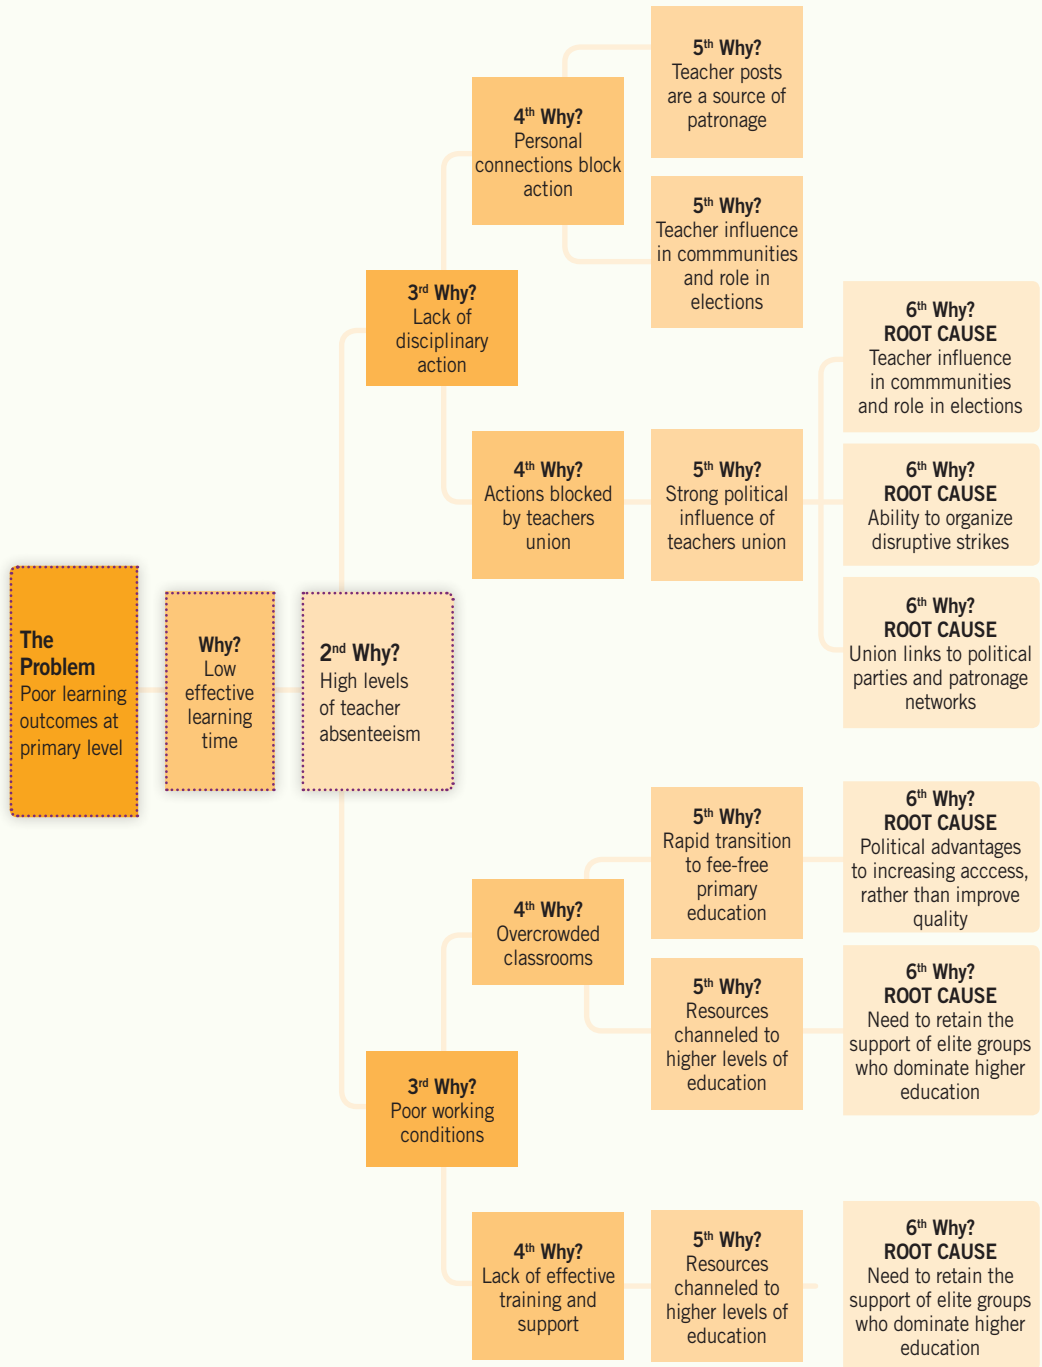 The
Problem
Poor learning
outcomes at
primary level
Why?
Low
effective
learning
time
2nd Why?
High levels
of teacher
absenteeism
3rd Why?
Lack of
disciplinary
action
4th Why?
Personal
connections block
action
5th Why?
Teacher posts
are a source of
patronage
5th Why?
Teacher influence
in commmunities
and role in
elections
4th Why?
Actions blocked
by teachers
union
5th Why?
Strong political
influence of
teachers union
6th Why?
ROOT CAUSE
Teacher influence
in commmunities
and role in elections
6th Why?
ROOT CAUSE
Ability to organize
disruptive strikes
6th Why?
ROOT CAUSE
Union links to political
parties and patronage
networks
3rd Why?
Poor working
conditions
4th Why?
Overcrowded
classrooms
5th Why?
Rapid transition
to fee-free
primary
education
6th Why?
ROOT CAUSE
Political advantages
to increasing acccess,
rather than improve
quality
5th Why?
Resources
channeled to
higher levels of
education
6th Why?
ROOT CAUSE
Need to retain the
support of elite groups
who dominate higher
education
4th Why?
Lack of effective
training and
support
5th Why?
Resources
channeled to
higher levels of
education
6th Why?
ROOT CAUSE
Need to retain the
support of elite groups
who dominate higher
education